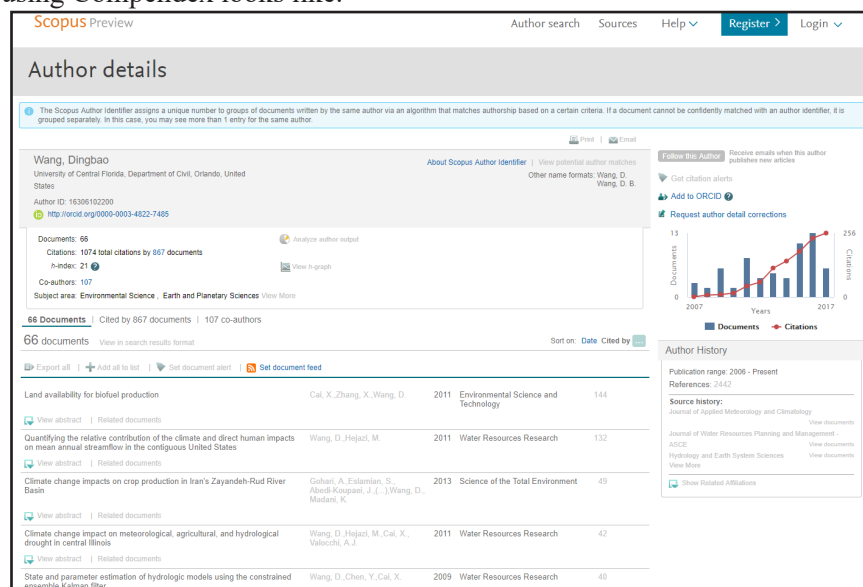 using Compendex looks like:
Scopus Preview
Author search Sources Help Register > Login
Author details
The Scopus Author Identifier assigns a unique number to groups of documents written by the same author via an algorithm that matches authorship based on a certain criteria. If a document cannot be confidently matched with an author identifier, it is
grouped separately. In this case, you may see more than 1 entry for the same author.
Print | Email
Wang, Dingbao
University of Central Florida, Department of Civil, Orlando, United
States
Author ID: 16306102200
http://orcid.org/0000-0003-4822-7485
About Scopus Author Identifier | View potential author matches
Other name formats: Wang, D.
Wang, D. B.
Documents: 66
Analyze author output
Citations: 1074 total citations by 867 documents
h-index: 21
View h-graph
Co-authors: 107
Subject area: Environmental Science , Earth and Planetary Sciences View More
Follow this Author Receive emails when this author
publishes new articles
Get citation alerts
Add to ORCID
Request author detail corrections
13 256
Documents
Citations
0 0
2007 Years 2017
Documents Citations
66 Documents | Cited by 867 documents | 107 co-authors
66 documents View in search results format
Sort on: Date Cited by ...
Export all | Add all to list | Set document alert | Set document feed
Land availability for biofuel production Cai, X.,Zhang, X.,Wang, D. 2011 Environmental Science and 144
Technology
View abstract | Related documents
Quantifying the relative contribution of the climate and direct human impacts Wang, D.,Hejazi, M. 2011 Water Resources Research 132
on mean annual streamflow in the contiguous United States
View abstract | Related documents
Climate change impacts on crop production in Iran's Zayandeh-Rud River Gohari, A.,Eslamian, S., 2013 Science of the Total Environment 49
Basin Abedi-Koupaei, J.,(...),Wang, D.,
Madani, K.
View abstract | Related documents
Climate change impact on meteorological, agricultural, and hydrological Wang, D.,Hejazi, M.,Cai, X., 2011 Water Resources Research 42
drought in central Illinois Valocchi, A.J.
View abstract | Related documents
State and parameter estimation of hydrologic models using the constrained Wang, D.,Chen, Y.,Cai, X. 2009 Water Resources Research 40
ensemble Kalman filter
Author History
Publication range: 2006 - Present
References: 2442
Source history:
Journal of Applied Meteorology and Climatology
View documents
Journal of Water Resources Planning and Management -
ASCE View documents
Hydrology and Earth System Sciences View documents
View More
Show Related Affiliations